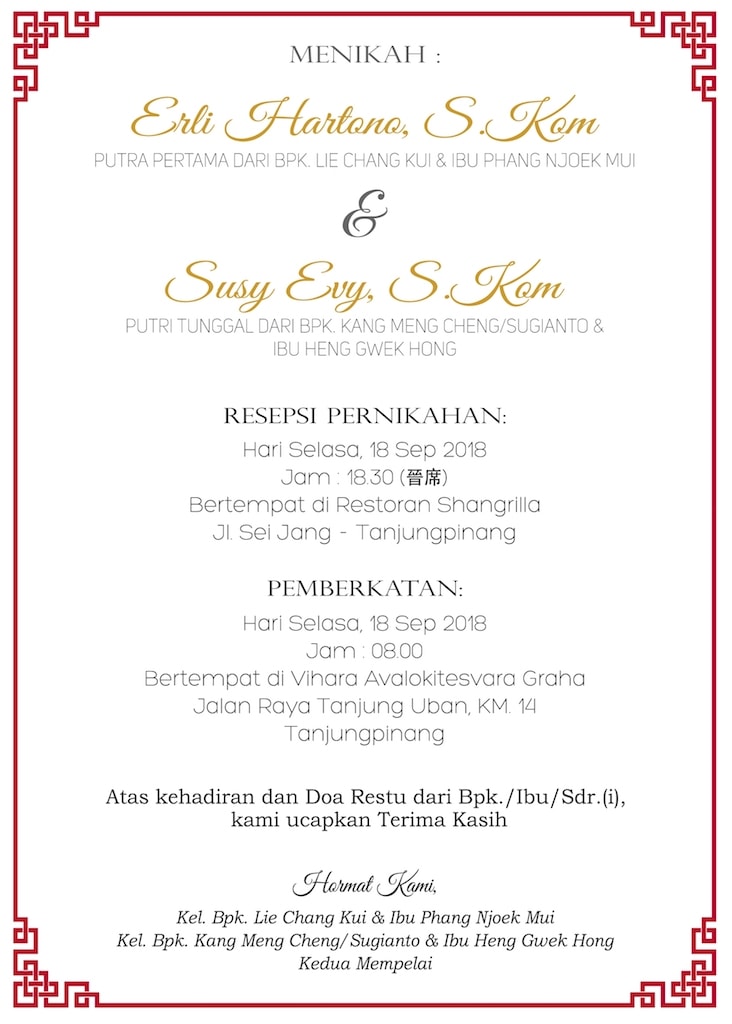 MENIKAH :
Erli Hartono, S.Kom
PUTRA PERTAMA DARI BPK. LIE CHANG KUI & IBU PHANG NJOEK MUI
&
Susy Evy, S.Kom
PUTRI TUNGGAL DARI BPK. KANG MENG CHENG/SUGIANTO &
IBU HENG GWEK HONG
RESEPSI PERNIKAHAN:
Hari Selasa, 18 Sep 2018
Jam : 18.30 (晉席)
Bertempat di Restoran Shangrilla
Jl. Sei Jang - Tanjungpinang
PEMBERKATAN:
Hari Selasa, 18 Sep 2018
Jam : 08.00
Bertempat di Vihara Avalokitesvara Graha
Jalan Raya Tanjung Uban, KM. 14
Tanjungpinang
Atas kehadiran dan Doa Restu dari Bpk./Ibu/Sdr.(i),
kami ucapkan Terima Kasih
Hormat Kami,
Kel. Bpk. Lie Chang Kui & Ibu Phang Njoek Mui
Kel. Bpk. Kang Meng Cheng/Sugianto & Ibu Heng Gwek Hong
Kedua Mempelai